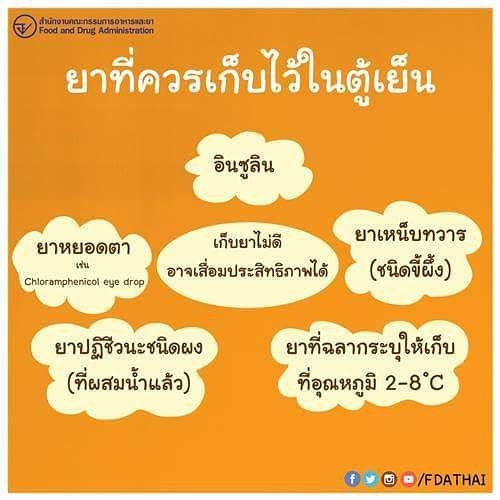 สำนักงานคณะกรรมการอาหารและยา
Food and Drug Administration
ยาที่ควรเก็บไว้ในตู้เย็น
อินซูลิน
ยาหยอดตา
เช่น
Chloramphenicol eye drop
เก็บยาไม่ดี
อาจเสื่อมประสิทธิภาพได้
ยาเหน็บทวาร
(ชนิดขี้ผึ้ง)
ยาปฏิชีวนะชนิดผง
(ที่ผสมน้ำแล้ว)
ยาที่ฉลากระบุให้เก็บ
ที่อุณหภูมิ 2-8°C
/FDATHAI